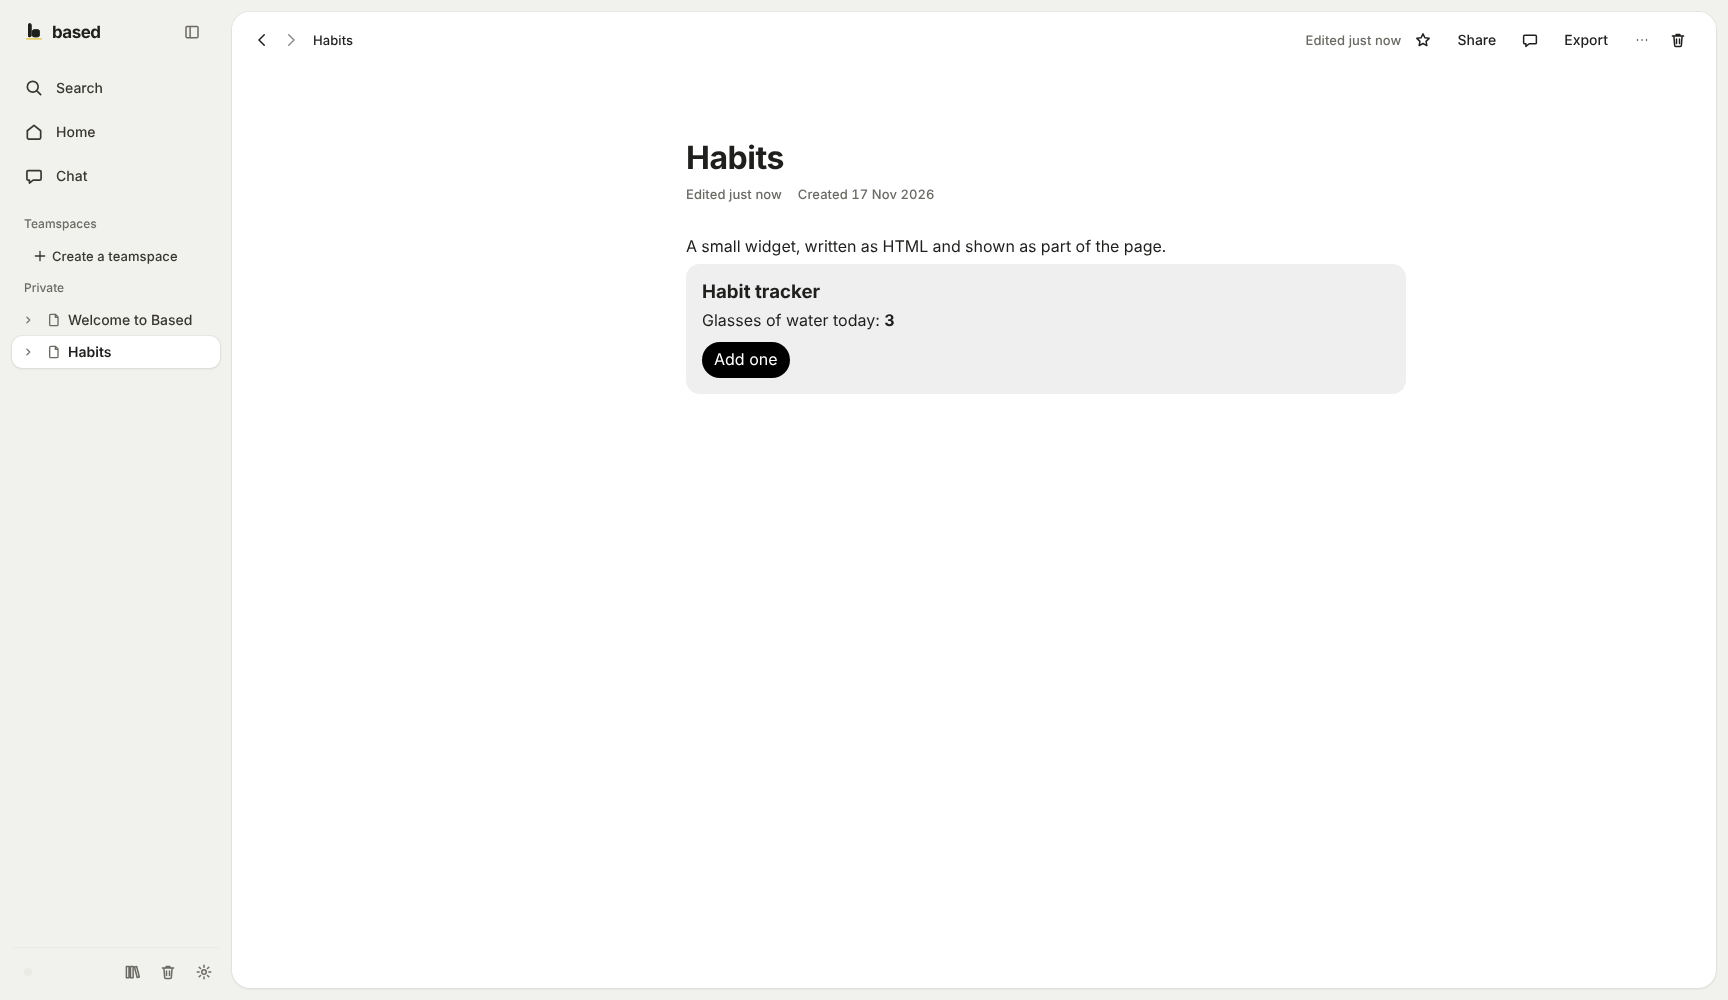 based
Search
Home
Chat
Teamspaces
Create a teamspace
Private
Welcome to Based
Habits
Habits
Edited just now
Share
Export
Habits
Edited just now Created 17 Nov 2026
A small widget, written as HTML and shown as part of the page.
Habit tracker
Glasses of water today: 3
Add one